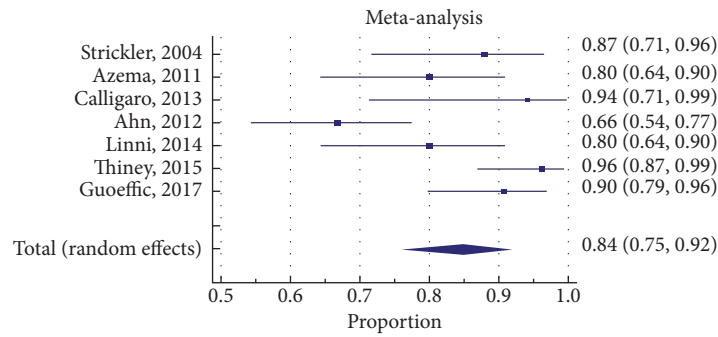 Meta-analysis
Strickler, 2004 0.87 (0.71, 0.96)
Azema, 2011 0.80 (0.64, 0.90)
Calligaro, 2013 0.94 (0.71, 0.99)
Ahn, 2012 0.66 (0.54, 0.77)
Linni, 2014 0.80 (0.64, 0.90)
Thiney, 2015 0.96 (0.87, 0.99)
Guoeffic, 2017 0.90 (0.79, 0.96)
Total (random effects) 0.84 (0.75, 0.92)
0.5 0.6 0.7 0.8 0.9 1.0
Proportion